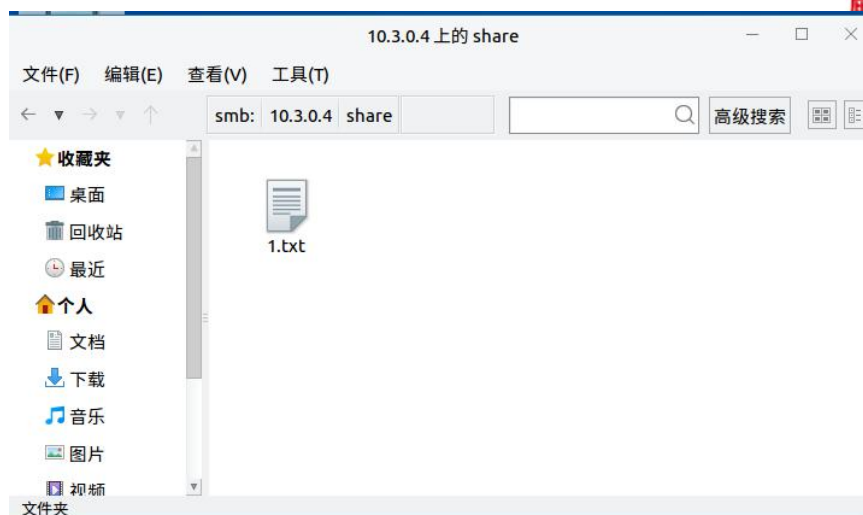 10.3.0.4 上的 share
文件(F) 编辑(E) 查看(V) 工具(T)
smb: 10.3.0.4 share 高级搜索
收藏夹
桌面
回收站
最近
个人
文档
下载
音乐
图片
视频
1.txt
文件夹